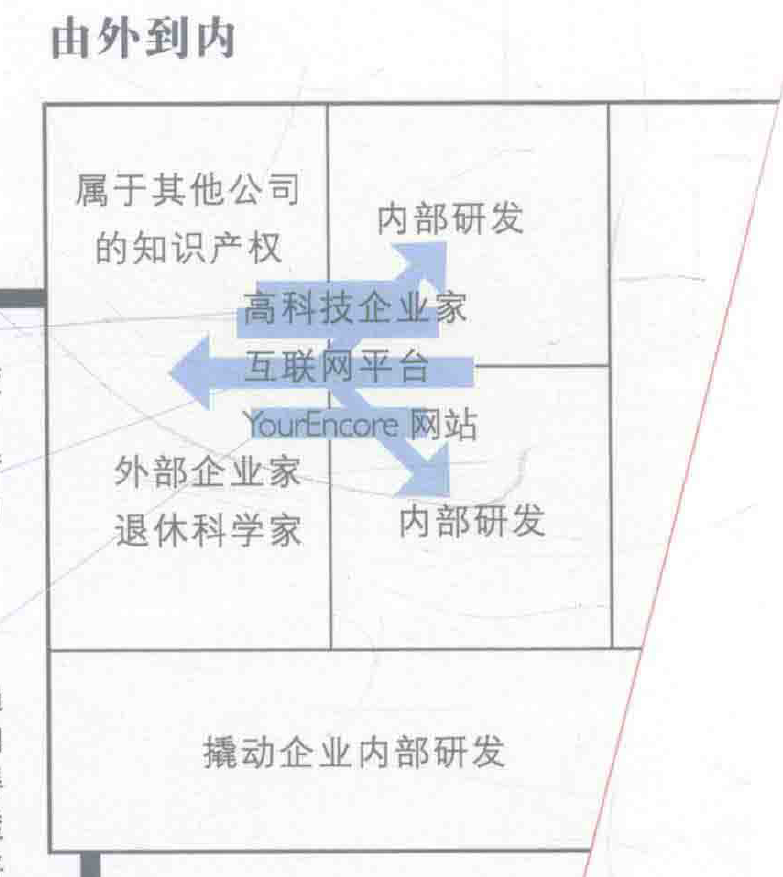 由外到内
属于其他公司
的知识产权
内部研发
高科技企业家
互联网平台
YourEncore 网站
外部企业家
退休科学家
内部研发
撬动企业内部研发